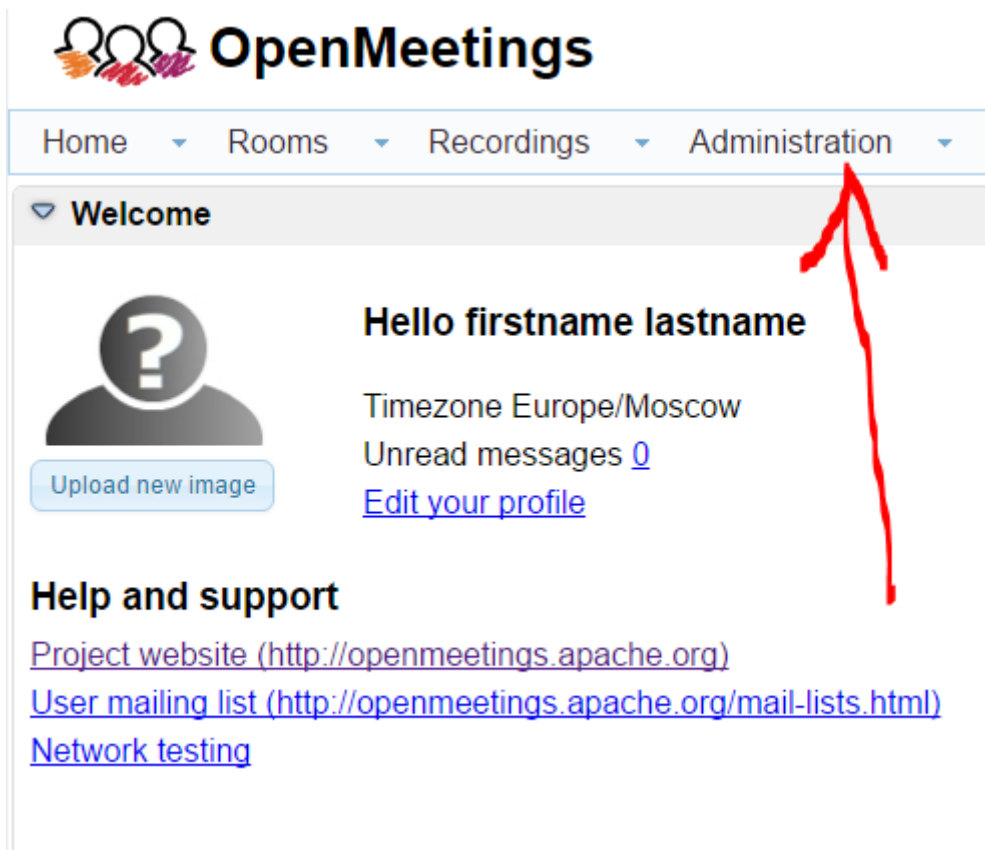 OpenMeetings
Home Rooms Recordings Administration
Welcome
Hello firstname lastname
Timezone Europe/Moscow
Unread messages 0
Upload new image
Edit your profile
Help and support
Project website (http://openmeetings.apache.org)
User mailing list (http://openmeetings.apache.org/mail-lists.html)
Network testing